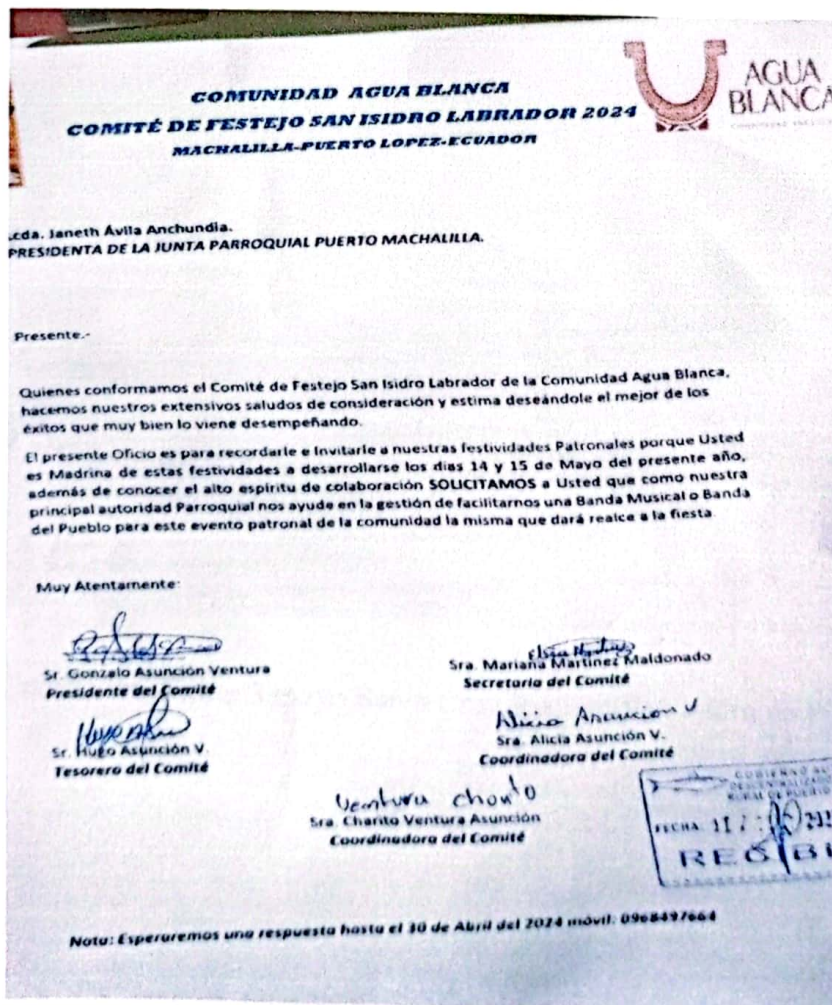 AGUA
BLANCA
COMUNIDAD AGUA BLANCA
COMITÉ DE FESTEJO SAN ISIDRO LABRADOR 2024
MACHALILLA-PUERTO LOPEZ-ECUADOR
Lcda. Janeth Ávila Anchundia.
PRESIDENTA DE LA JUNTA PARROQUIAL PUERTO MACHALILLA.
Presente.-
Quienes conformamos el Comité de Festejo San Isidro Labrador de la Comunidad Agua Blanca,
hacemos nuestros extensivos saludos de consideración y estima deseándole el mejor de los
éxitos que muy bien lo viene desempeñando.
El presente Oficio es para recordarle e Invitarle a nuestras festividades Patronales porque Usted
es Madrina de estas festividades a desarrollarse los dias 14 y 15 de Mayo del presente año,
además de conocer el alto espíritu de colaboración SOLICITAMOS a Usted que como nuestra
principal autoridad Parroquial nos ayude en la gestión de facilitarnos una Banda Musical o Banda
del Pueblo para este evento patronal de la comunidad la misma que dará realce a la fiesta.
Muy Atentamente:
Sr. Gonzalo Asunción Ventura
Presidente del Comité
Sra. Mariana Martinez Maldonado
Secretaria del Comité
Sr. Hugo Asunción V.
Tesorero del Comité
Alicia Asuncion V
Sra. Alicia Asunción V.
Coordinadora del Comité
Ventura Charito
Sra. Charito Ventura Asunción
Coordinadora del Comité
GOBIERNO
DESCENTRALIZADO
RURAL DE PUERTO
FECHA:
RECIBI
Nota: Esperaremos una respuesta hasta el 30 de Abril del 2024 móvil: 0968497664